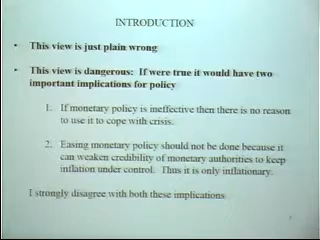 INTRODUCTION
• This view is just plain wrong
• This view is dangerous: If were true it would have two
important implications for policy
1. If monetary policy is ineffective then there is no reason
to use it to cope with crisis.
2. Easing monetary policy should not be done because it
can weaken credibility of monetary authorities to keep
inflation under control. Thus it is only inflationary.
I strongly disagree with both these implications